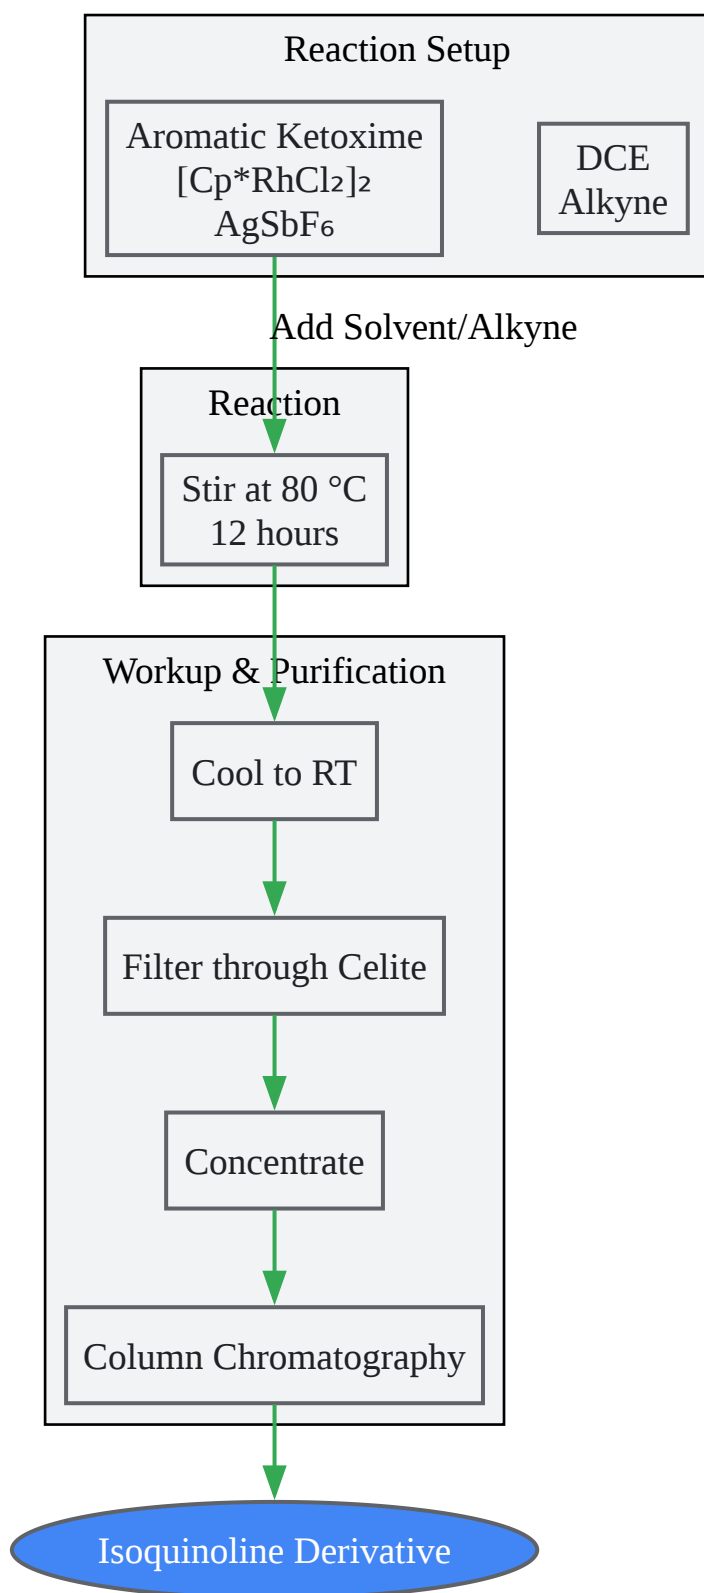 Reaction Setup
Aromatic Ketoxime
[Cp*RhCl₂]₂
AgSbF₆
DCE
Alkyne
Add Solvent/Alkyne
Reaction
Stir at 80 °C
12 hours
Workup & Purification
Cool to RT
Filter through Celite
Concentrate
Column Chromatography
Isoquinoline Derivative